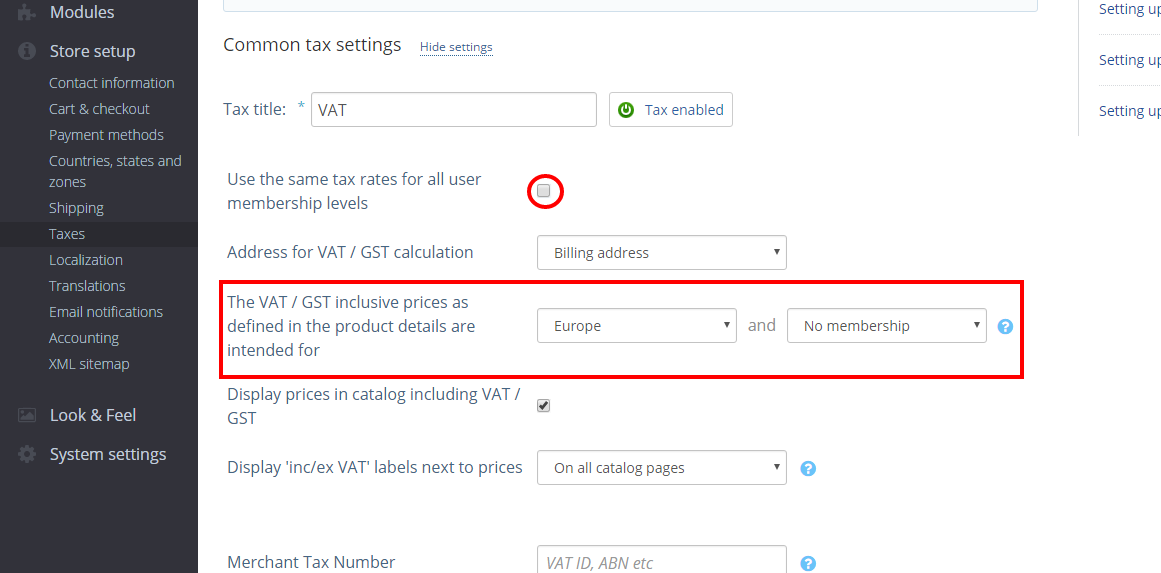 Modules
Store setup
Contact information
Cart & checkout
Payment methods
Countries, states and
zones
Shipping
Taxes
Localization
Translations
Email notifications
Accounting
XML sitemap
Look & Feel
System settings
Common tax settings Hide settings
Tax title: * VAT Tax enabled
Use the same tax rates for all user
membership levels
Address for VAT / GST calculation Billing address
The VAT / GST inclusive prices as
defined in the product details are
intended for
Europe and No membership ?
Display prices in catalog including VAT /
GST
Display 'inc/ex VAT' labels next to prices On all catalog pages ?
Merchant Tax Number VAT ID, ABN etc ?
Setting up
Setting up
Setting up